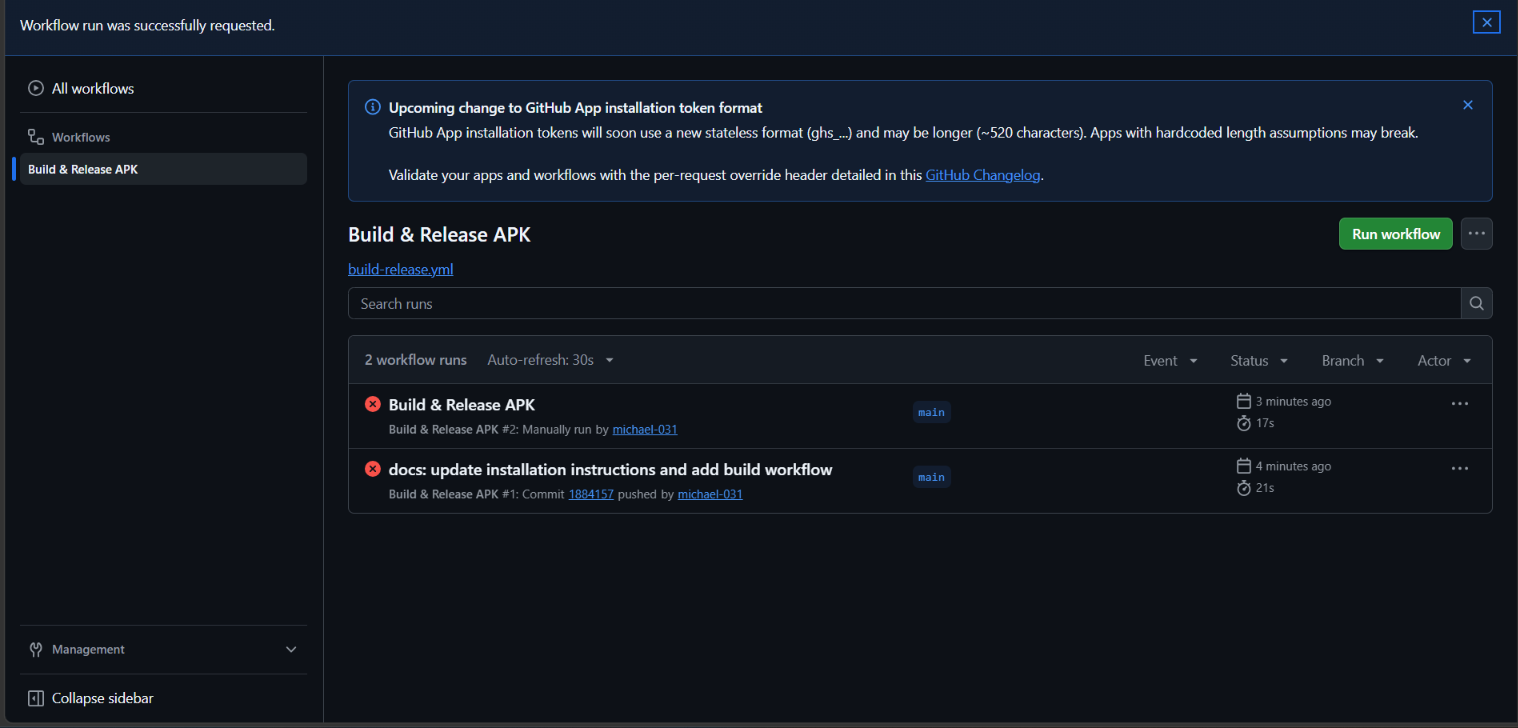 Workflow run was successfully requested.
All workflows
Workflows
Build & Release APK
Management
Collapse sidebar
Upcoming change to GitHub App installation token format
GitHub App installation tokens will soon use a new stateless format (ghs_...) and may be longer (~520 characters). Apps with hardcoded length assumptions may break.
Validate your apps and workflows with the per-request override header detailed in this GitHub Changelog.
Build & Release APK
Run workflow
build-release.yml
Search runs
2 workflow runs Auto-refresh: 30s Event Status Branch Actor
Build & Release APK main 3 minutes ago
Build & Release APK #2: Manually run by michael-031 17s
docs: update installation instructions and add build workflow main 4 minutes ago
Build & Release APK #1: Commit 1884157 pushed by michael-031 21s